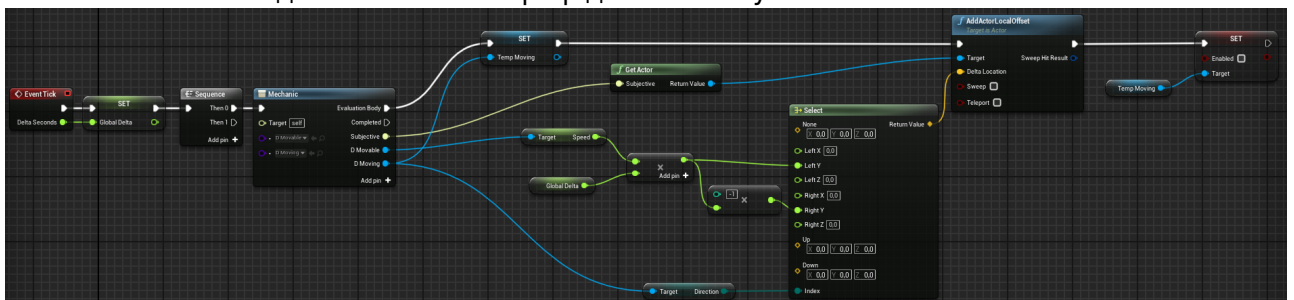 Event Tick
Delta Seconds
SET
Global Delta
Sequence
Then 0
Then 1
Add pin +
Mechanic
Evaluation Body
Target self
Completed
Subjective
D Movable
D Movable
D Moving
D Moving
Add pin +
SET
Temp Moving
f Get Actor
Subjective Return Value
Target Speed
Global Delta
x
Add pin +
-1 x
Target Direction
Select
None Return Value
X 0,0 Y 0,0 Z 0,0
Left X 0,0
Left Y
Left Z 0,0
Right X 0,0
Right Y
Right Z 0,0
Up
X 0,0 Y 0,0 Z 0,0
Down
X 0,0 Y 0,0 Z 0,0
Index
f AddActorLocalOffset
Target is Actor
Target Sweep Hit Result
Delta Location
Sweep
Teleport
Temp Moving
SET
Enabled
Target